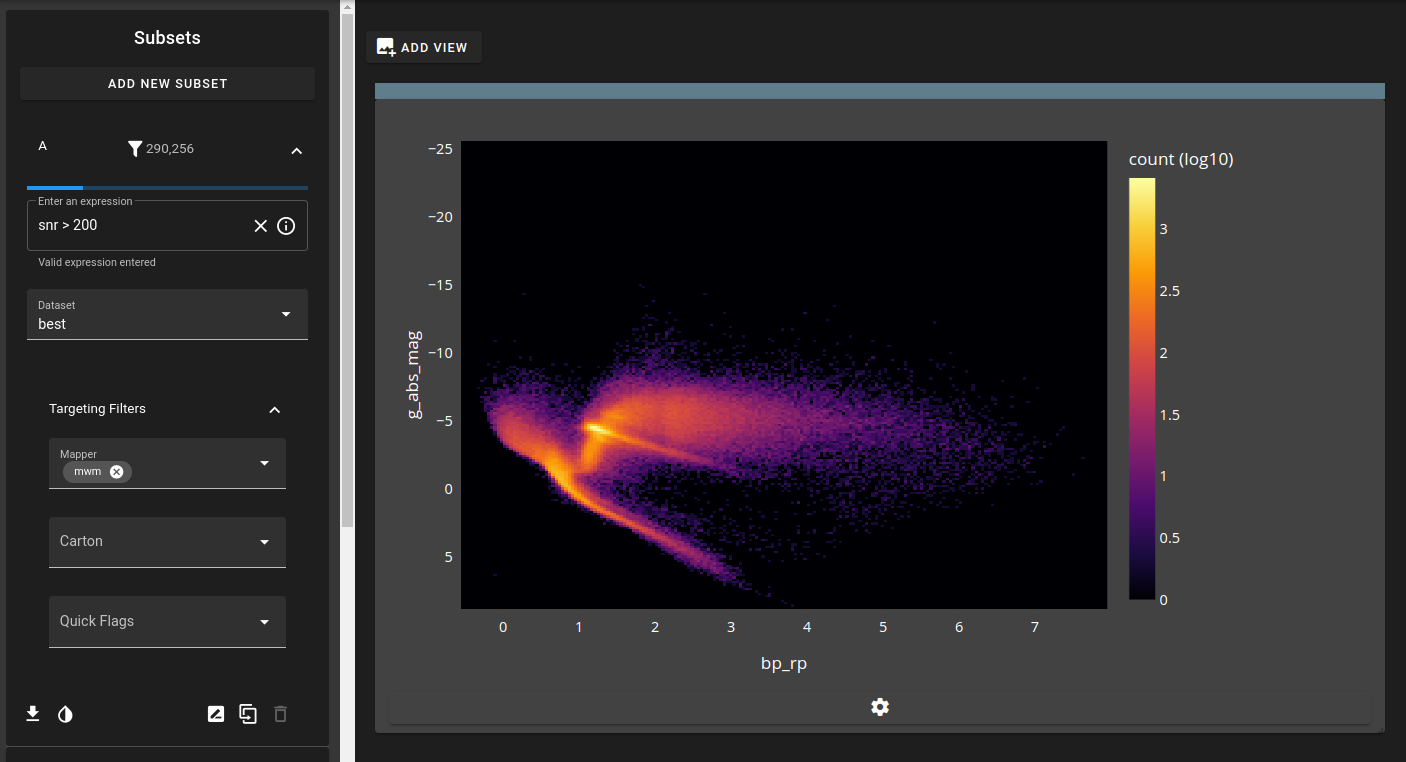 Subsets
ADD NEW SUBSET
A
290,256
Enter an expression
snr > 200
Valid expression entered
Dataset
best
Targeting Filters
Mapper
mwm
Carton
Quick Flags
ADD VIEW
−25
−20
−15
−10
−5
0
5
g_abs_mag
0 1 2 3 4 5 6 7
bp_rp
count (log10)
3
2.5
2
1.5
1
0.5
0